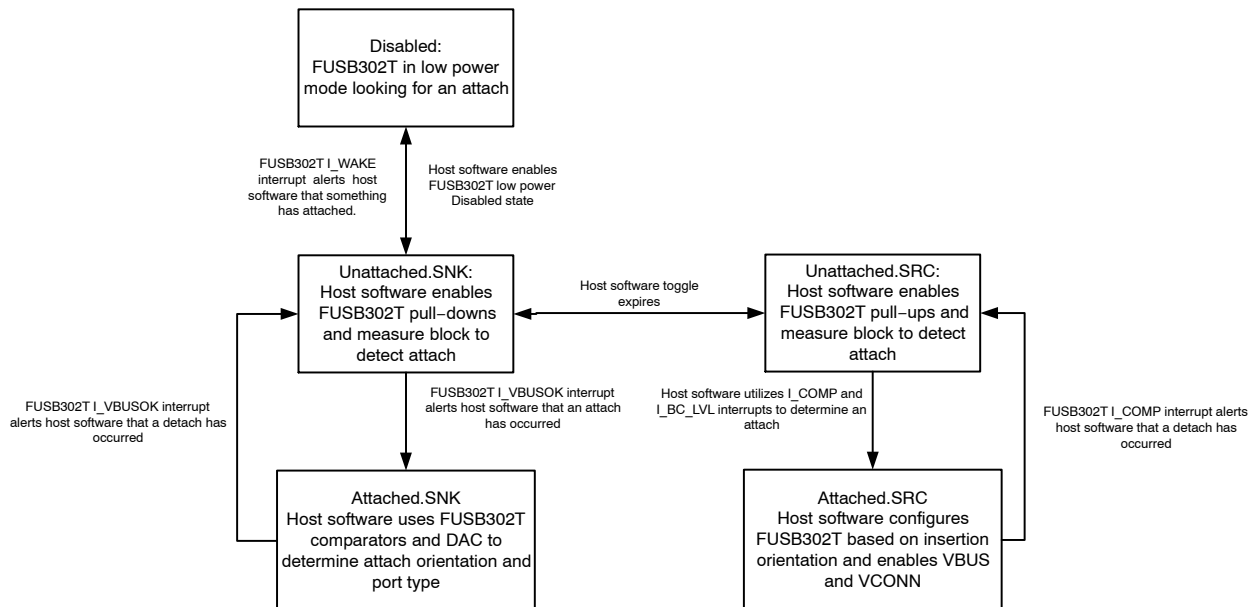 Disabled:
FUSB302T in low power
mode looking for an attach
FUSB302T I_WAKE
interrupt alerts host
software that something
has attached.
Host software enables
FUSB302T low power
Disabled state
Unattached.SNK:
Host software enables
FUSB302T pull−downs
and measure block to
detect attach
Host software toggle
expires
Unattached.SRC:
Host software enables
FUSB302T pull−ups and
measure block to detect
attach
FUSB302T I_VBUSOK interrupt
alerts host software that a detach has
occurred
FUSB302T I_VBUSOK interrupt
alerts host software that an attach
has occurred
Host software utilizes I_COMP and
I_BC_LVL interrupts to determine an
attach
FUSB302T I_COMP interrupt alerts
host software that a detach has
occurred
Attached.SNK
Host software uses FUSB302T
comparators and DAC to
determine attach orientation and
port type
Attached.SRC
Host software configures
FUSB302T based on insertion
orientation and enables VBUS
and VCONN